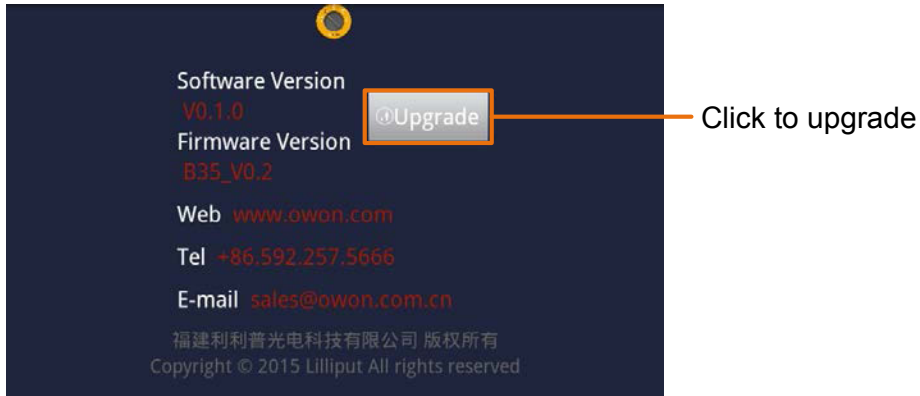 Software Version
V0.1.0
Upgrade
Click to upgrade
Firmware Version
B35_V0.2
Web www.owon.com
Tel +86.592.257.5666
E-mail sales@owon.com.cn
福建利利普光电科技有限公司 版权所有
Copyright © 2015 Lilliput All rights reserved